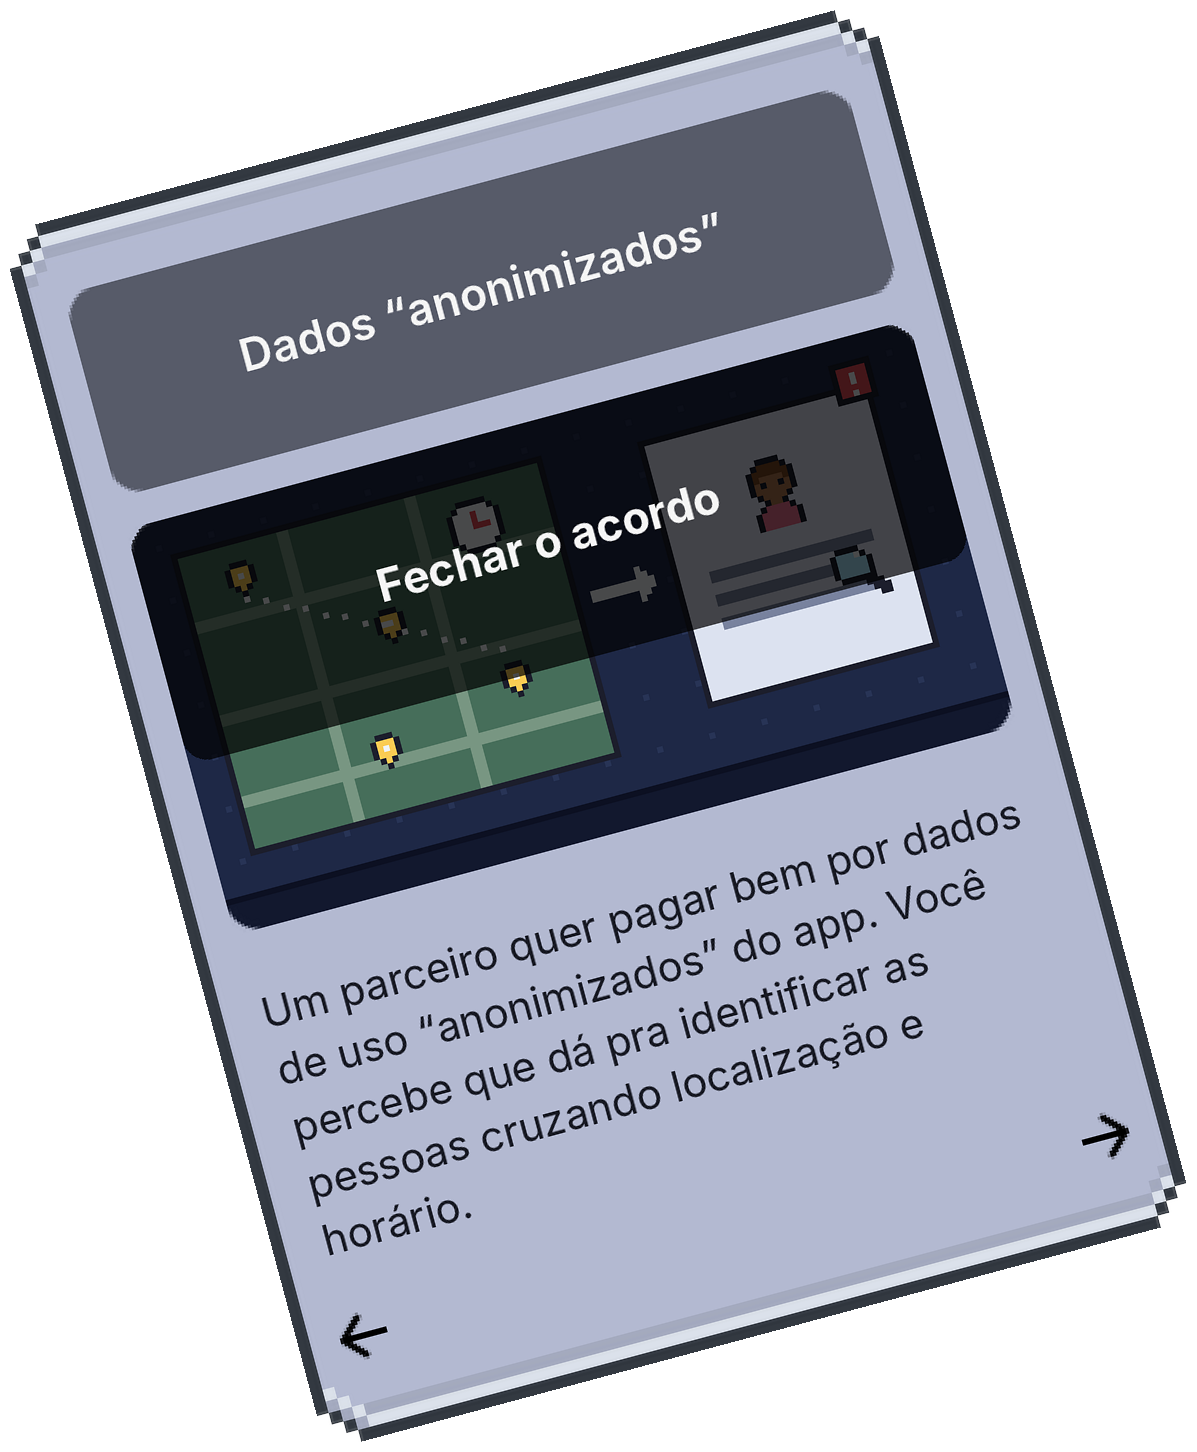 Dados “anonimizados”
Fechar o acordo
Um parceiro quer pagar bem por dados
de uso “anonimizados” do app. Você
percebe que dá pra identificar as
pessoas cruzando localização e
horário.